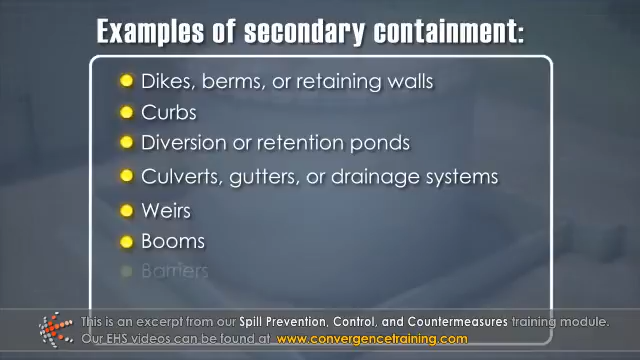 Examples of secondary containment:
Dikes, berms, or retaining walls
Curbs
Diversion or retention ponds
Culverts, gutters, or drainage systems
Weirs
Booms
Barriers
This is an excerpt from our Spill Prevention, Control, and Countermeasures training module.
Our EHS videos can be found at www.convergencetraining.com